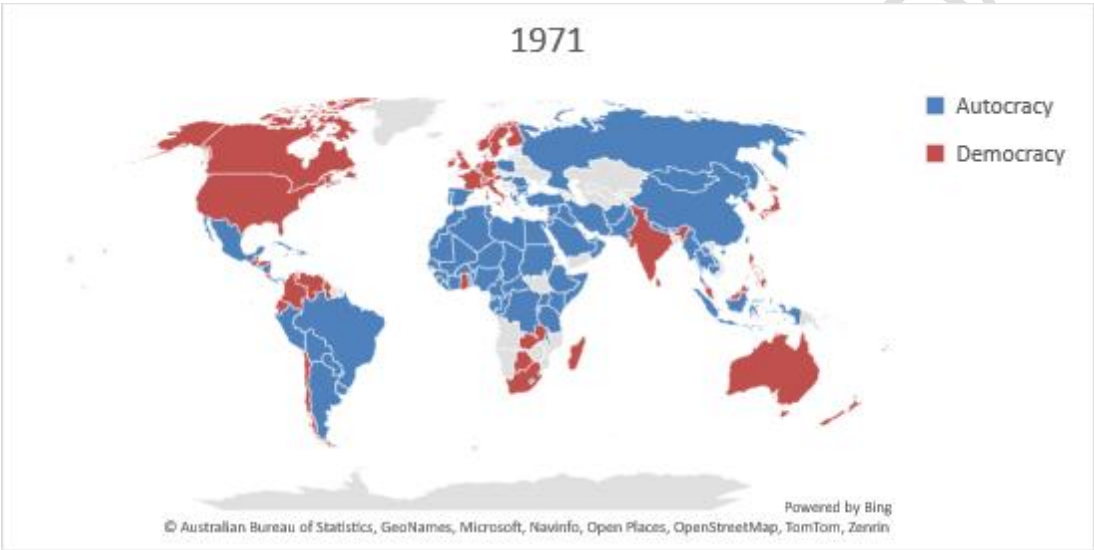 1971
Autocracy
Democracy
Powered by Bing
© Australian Bureau of Statistics, GeoNames, Microsoft, Navinfo, Open Places, OpenStreetMap, TomTom, Zenrin